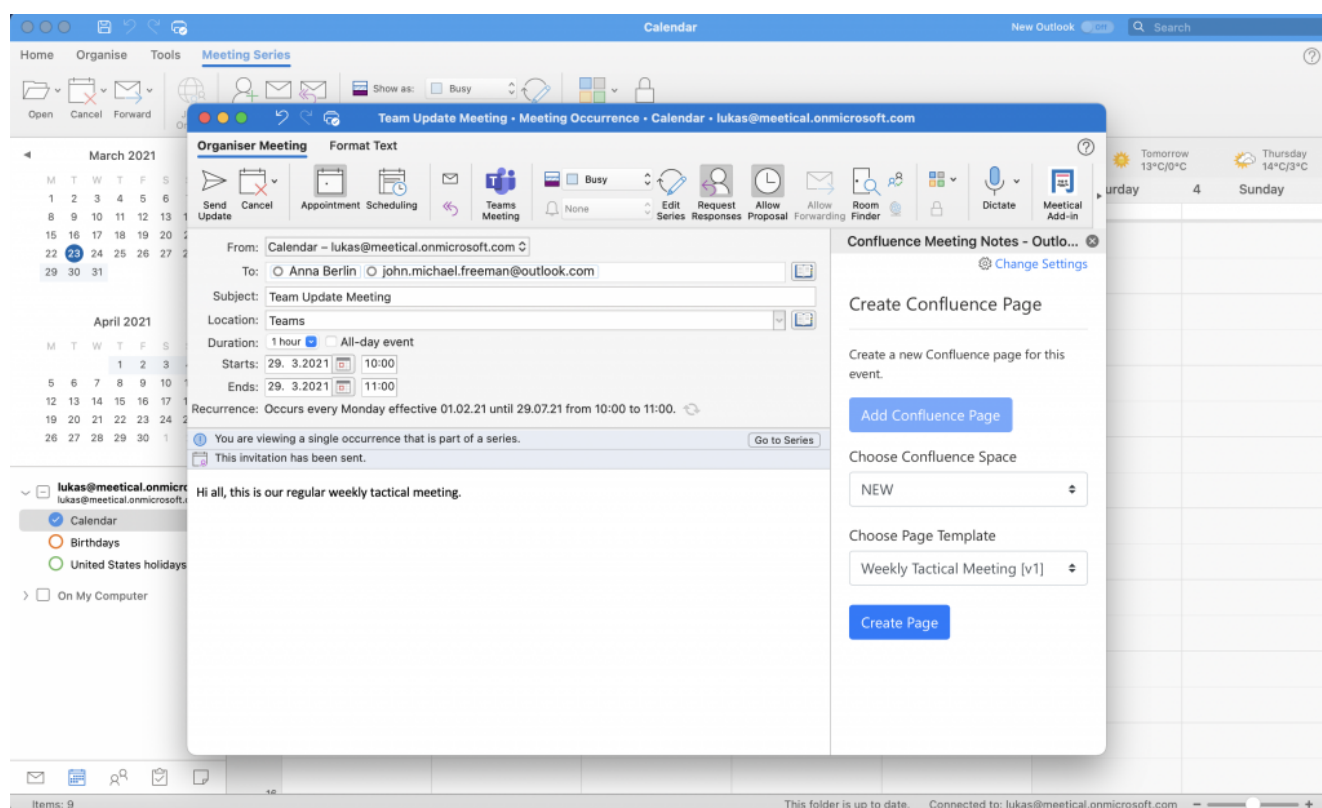 Calendar
New Outlook Off
Search
Home Organise Tools Meeting Series
Show as: Busy
Open Cancel Forward
Team Update Meeting • Meeting Occurrence • Calendar • lukas@meetical.onmicrosoft.com
Organiser Meeting Format Text
Busy
None
Send Update
Cancel
Appointment
Scheduling
Teams Meeting
Edit Series
Request Responses
Allow Proposal
Allow Forwarding
Room Finder
Dictate
Meetical Add-in
Tomorrow
13°C/0°C
Thursday
14°C/3°C
urday 4 Sunday
March 2021
M T W T F S
1 2 3 4 5 6
8 9 10 11 12 13 1
15 16 17 18 19 20 2
22 23 24 25 26 27 2
29 30 31
April 2021
M T W T F S
1 2 3
5 6 7 8 9 10 1
12 13 14 15 16 17 1
19 20 21 22 23 24 2
26 27 28 29 30 1
lukas@meetical.onmicro
lukas@meetical.onmicrosoft.
Calendar
Birthdays
United States holidays
On My Computer
From: Calendar – lukas@meetical.onmicrosoft.com
To: Anna Berlin john.michael.freeman@outlook.com
Subject: Team Update Meeting
Location: Teams
Duration: 1 hour All-day event
Starts: 29. 3.2021 10:00
Ends: 29. 3.2021 11:00
Recurrence: Occurs every Monday effective 01.02.21 until 29.07.21 from 10:00 to 11:00.
You are viewing a single occurrence that is part of a series. Go to Series
This invitation has been sent.
Hi all, this is our regular weekly tactical meeting.
Confluence Meeting Notes - Outlo...
Change Settings
Create Confluence Page
Create a new Confluence page for this
event.
Add Confluence Page
Choose Confluence Space
NEW
Choose Page Template
Weekly Tactical Meeting [v1]
Create Page
Items: 9
This folder is up to date. Connected to: lukas@meetical.onmicrosoft.com